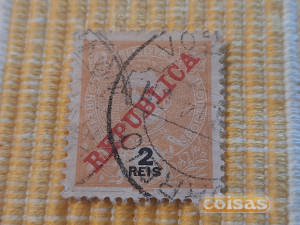 REPUBLICA
2
REIS
coisas